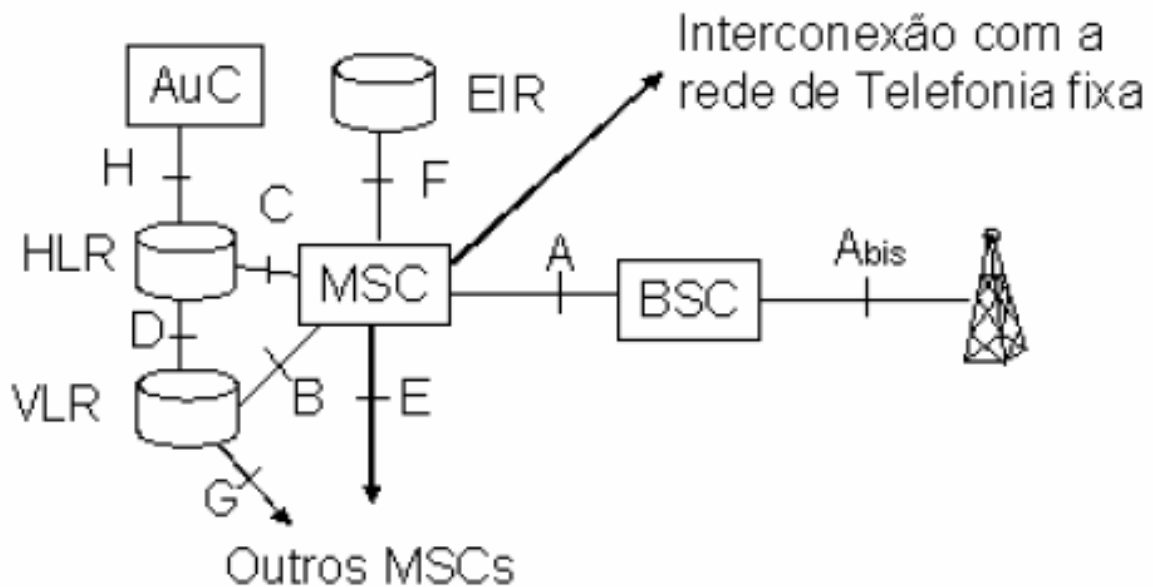 Interconexão com a
rede de Telefonia fixa
AuC
EIR
H
F
C
HLR
MSC
A
BSC
Abis
D
VLR
B
E
G
Outros MSCs